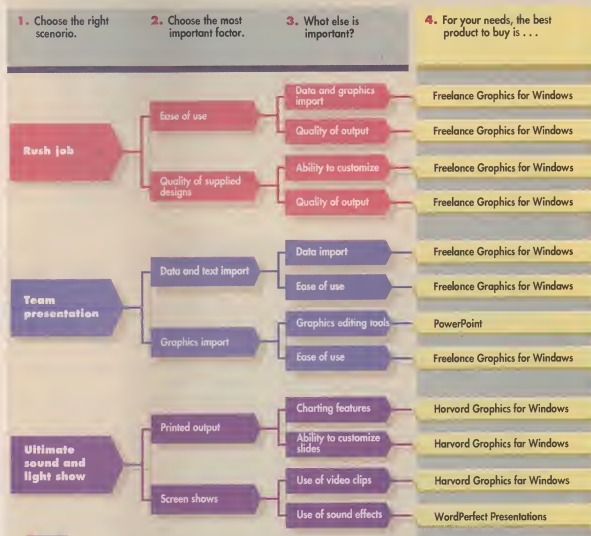 1. Choose the right
scenario.
2. Choose the most
important factor.
3. What else is
important?
4. For your needs, the best
product to buy is . . .
Rush job
Ease of use
Data and graphics
import
Freelance Graphics for Windows
Quality of output
Freelance Graphics for Windows
Quality of supplied
designs
Ability to customize
Freelance Graphics for Windows
Quality of output
Freelance Graphics for Windows
Team
presentation
Data and text import
Data import
Freelance Graphics for Windows
Ease of use
Freelance Graphics for Windows
Graphics import
Graphics editing tools
PowerPoint
Ease of use
Freelance Graphics for Windows
Ultimate
sound and
light show
Printed output
Charting features
Harvard Graphics for Windows
Ability to customize
slides
Harvard Graphics for Windows
Screen shows
Use of video clips
Harvard Graphics for Windows
Use of sound effects
WordPerfect Presentations